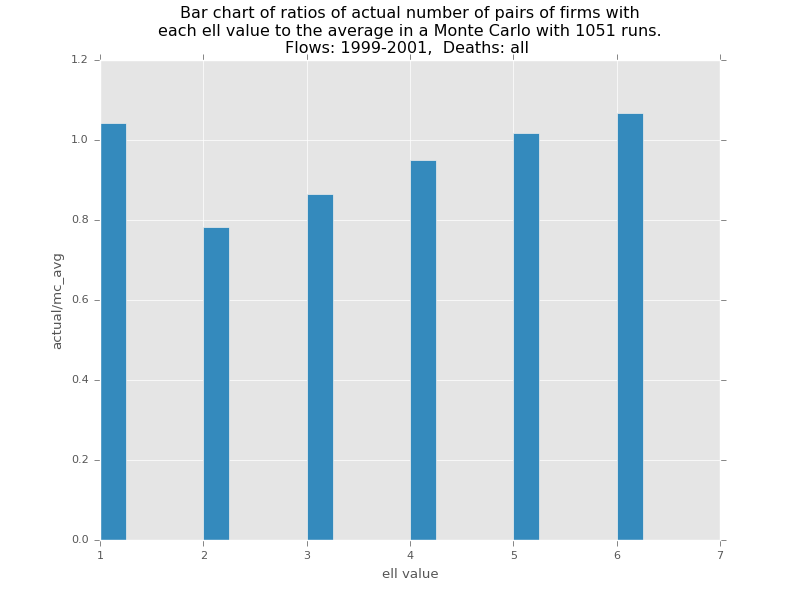 Bar chart of ratios of actual number of pairs of firms with
each ell value to the average in a Monte Carlo with 1051 runs.
Flows: 1999-2001,  Deaths: all
1.2
1.0
0.8
0.6
0.4
0.2
0.0
actual/mc_avg
1 2 3 4 5 6 7
ell value